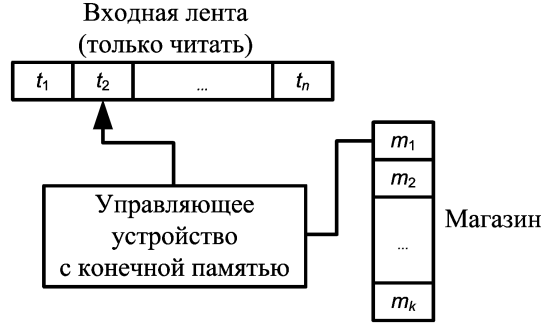 Входная лента
(только читать)
t1 t2 ... tn
m1
m2
Управляющее
устройство
с конечной памятью
Магазин
...
mk